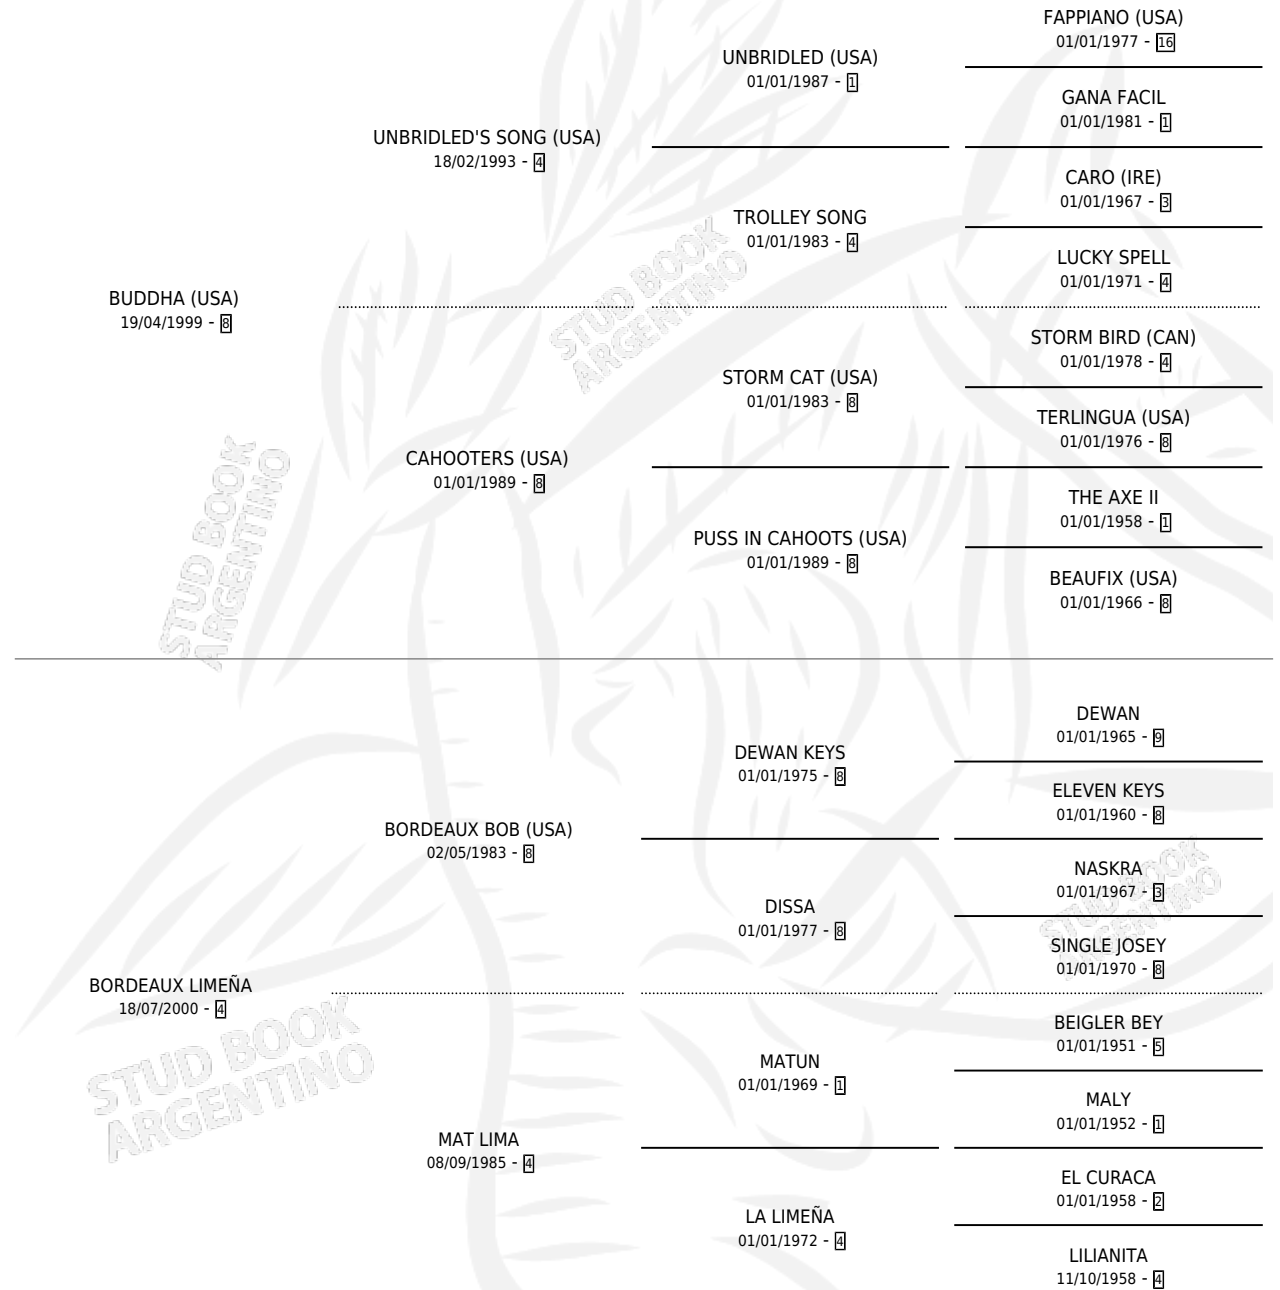 FAPPIANO (USA)
01/01/1977 - 16
UNBRIDLED (USA)
01/01/1987 - 1
GANA FACIL
01/01/1981 - 1
UNBRIDLED'S SONG (USA)
18/02/1993 - 4
CARO (IRE)
01/01/1967 - 3
TROLLEY SONG
01/01/1983 - 4
LUCKY SPELL
01/01/1971 - 4
BUDDHA (USA)
19/04/1999 - 8
STORM BIRD (CAN)
01/01/1978 - 4
STORM CAT (USA)
01/01/1983 - 8
TERLINGUA (USA)
01/01/1976 - 8
CAHOOTERS (USA)
01/01/1989 - 8
THE AXE II
01/01/1958 - 1
PUSS IN CAHOOTS (USA)
01/01/1989 - 8
BEAUFIX (USA)
01/01/1966 - 8
STUD BOOK
ARGENTINO
STUD BOOK
ARGENTINO
DEWAN
01/01/1965 - 9
DEWAN KEYS
01/01/1975 - 8
ELEVEN KEYS
01/01/1960 - 8
BORDEAUX BOB (USA)
02/05/1983 - 8
NASKRA
01/01/1967 - 3
DISSA
01/01/1977 - 8
SINGLE JOSEY
01/01/1970 - 8
BORDEAUX LIMEÑA
18/07/2000 - 4
BEIGLER BEY
01/01/1951 - 5
MATUN
01/01/1969 - 1
MALY
01/01/1952 - 1
MAT LIMA
08/09/1985 - 4
EL CURACA
01/01/1958 - 2
LA LIMEÑA
01/01/1972 - 4
LILIANITA
11/10/1958 - 4
STUD BOOK
ARGENTINO
STUD BOOK
ARGENTINO